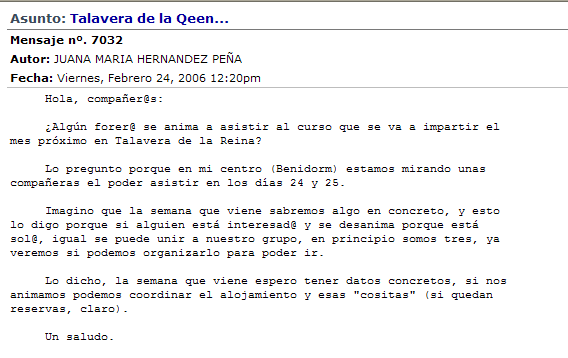 Asunto: Talavera de la Qeen...
Mensaje nº. 7032
Autor: JUANA MARIA HERNANDEZ PEÑA
Fecha: Viernes, Febrero 24, 2006 12:20pm
Hola, compañer@s:
¿Algún forer@ se anima a asistir al curso que se va a impartir el
mes próximo en Talavera de la Reina?
Lo pregunto porque en mi centro (Benidorm) estamos mirando unas
compañeras el poder asistir en los días 24 y 25.
Imagino que la semana que viene sabremos algo en concreto, y esto
lo digo porque si alguien está interesad@ y se desanima porque está
sol@, igual se puede unir a nuestro grupo, en principio somos tres, ya
veremos si podemos organizarlo para poder ir.
Lo dicho, la semana que viene espero tener datos concretos, si nos
animamos podemos coordinar el alojamiento y esas "cositas" (si quedan
reservas, claro).
Un saludo.